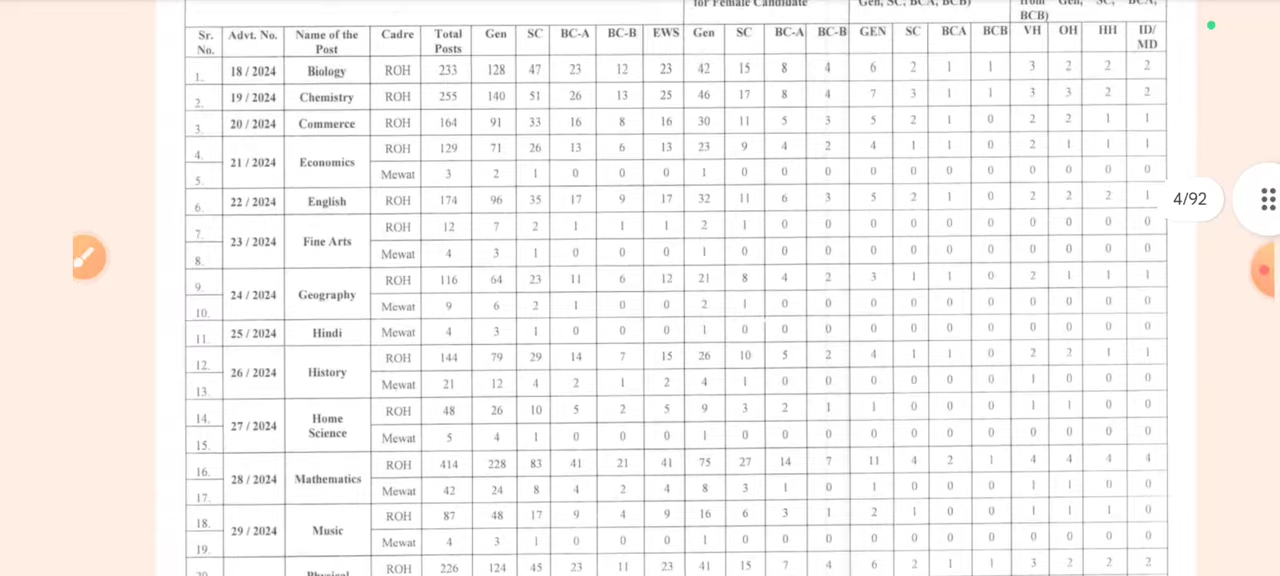 for Female Candidate Gen, SC, BCA, BCB) from Gen, SC, BCA, BCB)
Sr. No. Advt. No. Name of the Post Cadre Total Posts Gen SC BC-A BC-B EWS Gen SC BC-A BC-B GEN SC BCA BCB VH OH HH ID/ MD
1. 18 / 2024 Biology ROH 233 128 47 23 12 23 42 15 8 4 6 2 1 1 3 2 2 2
2. 19 / 2024 Chemistry ROH 255 140 51 26 13 25 46 17 8 4 7 3 1 1 3 3 2 2
3. 20 / 2024 Commerce ROH 164 91 33 16 8 16 30 11 5 3 5 2 1 0 2 2 1 1
4. 21 / 2024 Economics ROH 129 71 26 13 6 13 23 9 4 2 4 1 1 0 2 1 1 1
5. Mewat 3 2 1 0 0 0 1 0 0 0 0 0 0 0 0 0 0 0
6. 22 / 2024 English ROH 174 96 35 17 9 17 32 11 6 3 5 2 1 0 2 2 2 1
4/92
7. 23 / 2024 Fine Arts ROH 12 7 2 1 1 1 2 1 0 0 0 0 0 0 0 0 0 0
8. Mewat 4 3 1 0 0 0 1 0 0 0 0 0 0 0 0 0 0 0
9. 24 / 2024 Geography ROH 116 64 23 11 6 12 21 8 4 2 3 1 1 0 2 1 1 1
10. Mewat 9 6 2 1 0 0 2 1 0 0 0 0 0 0 0 0 0 0
11. 25 / 2024 Hindi Mewat 4 3 1 0 0 0 1 0 0 0 0 0 0 0 0 0 0 0
12. 26 / 2024 History ROH 144 79 29 14 7 15 26 10 5 2 4 1 1 0 2 2 1 1
13. Mewat 21 12 4 2 1 2 4 1 0 0 0 0 0 0 1 0 0 0
14. 27 / 2024 Home Science ROH 48 26 10 5 2 5 9 3 2 1 1 0 0 0 1 1 0 0
15. Mewat 5 4 1 0 0 0 1 0 0 0 0 0 0 0 0 0 0 0
16. 28 / 2024 Mathematics ROH 414 228 83 41 21 41 75 27 14 7 11 4 2 1 4 4 4 4
17. Mewat 42 24 8 4 2 4 8 3 1 0 1 0 0 0 1 1 0 0
18. 29 / 2024 Music ROH 87 48 17 9 4 9 16 6 3 1 2 1 0 0 1 1 1 0
19. Mewat 4 3 1 0 0 0 1 0 0 0 0 0 0 0 0 0 0 0
20. Physical ROH 226 124 45 23 11 23 41 15 7 4 6 2 1 1 3 2 2 2